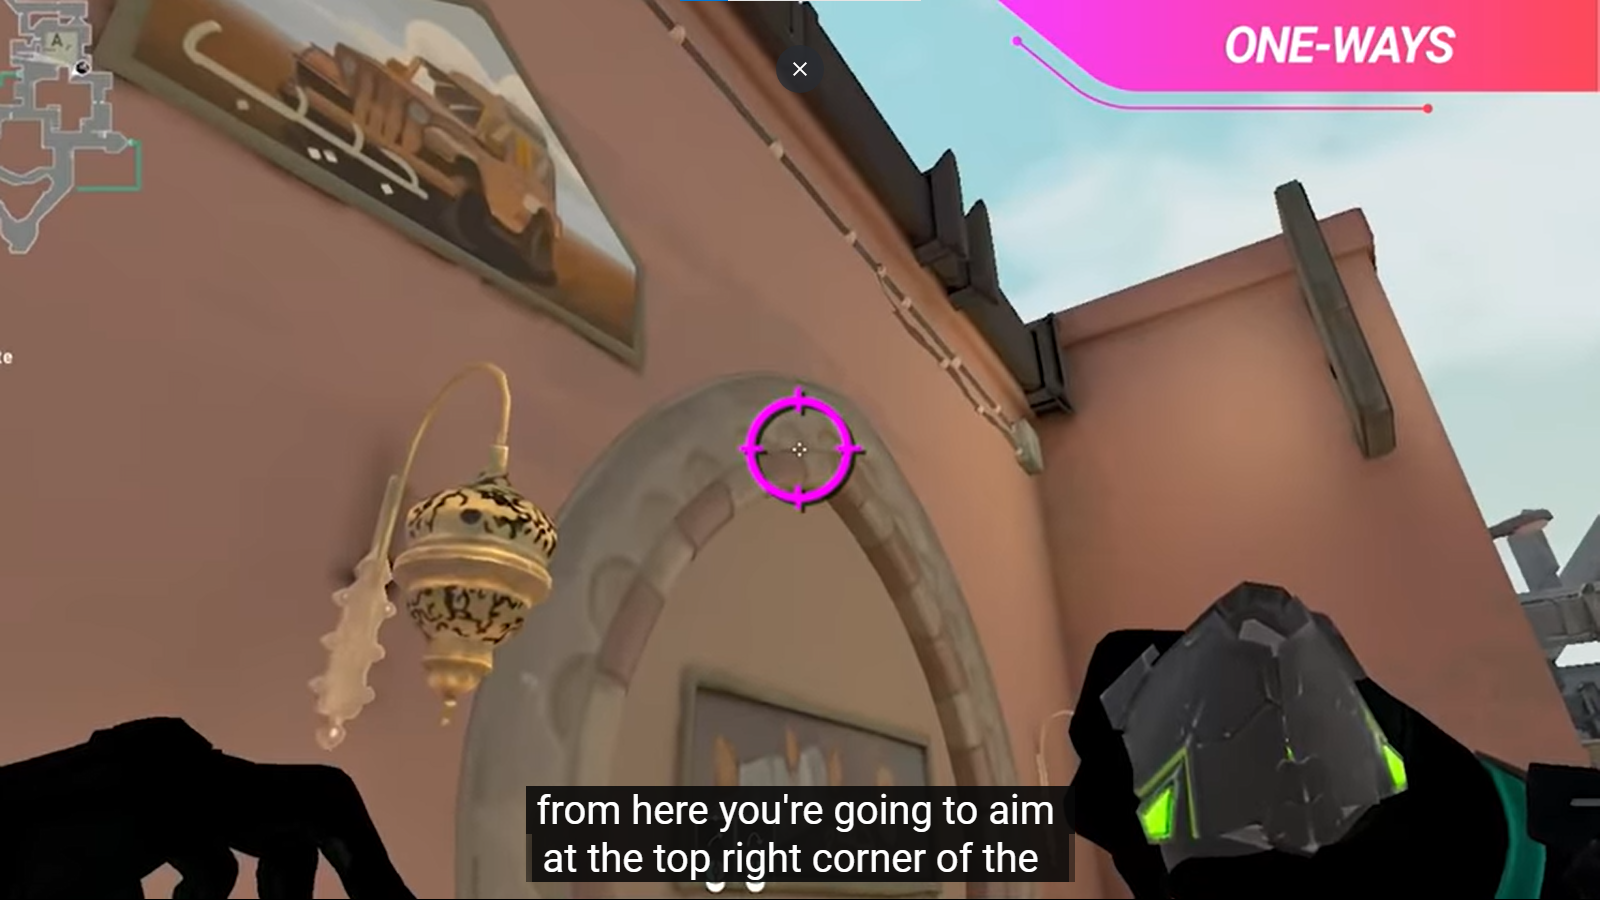 A
ONE-WAYS
from here you're going to aim
at the top right corner of the